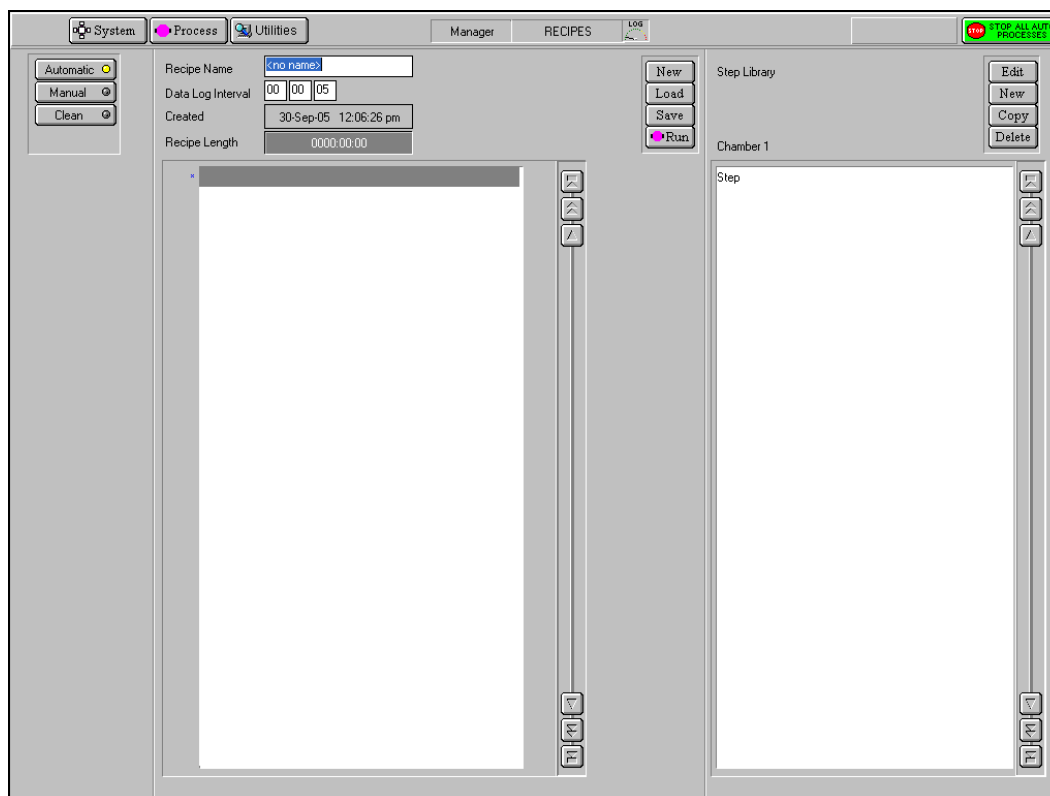 System Process Utilities Manager RECIPES LOG STOP STOP ALL AUT
PROCESSES
Automatic
Manual
Clean
Recipe Name <no name>
Data Log Interval 00 00 05
Created 30-Sep-05 12:06:26 pm
Recipe Length 0000:00:00
New
Load
Save
Run
Step Library
Chamber 1
Edit
New
Copy
Delete
Step